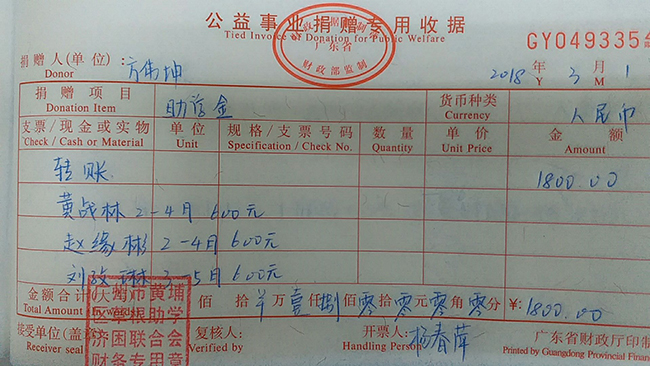 公益事业捐赠专用收据
Tied Invoice of Donation for Public Welfare
广东省
财政部监制
GY0493354
捐赠人(单位):方伟坤
Donor
2018年3月1
Y M
捐赠项目 助学金 货币种类 人民币
Donation Item Currency
支票/现金或实物 单位 规格/支票号码 数量 单价 金额
Check / Cash or Material Unit Specification / Check No. Quantity Unit Price Amount
转账 1800.00
黄战林 2-4月 600元
赵缘彬 2-4月 600元
刘 琳 3-5月 600元
金额合计(大写) 佰 拾 万壹仟捌佰零拾零元零角零分 ¥:1800.00
Total Amount
广州市黄埔
区草根助学
济困联合会
财务专用章
接受单位(盖章) 复核人: 开票人:杨春萍 广东省财政厅印制
Receiver seal Verified by Handling Person Printed by Guangdong Provincial Finance